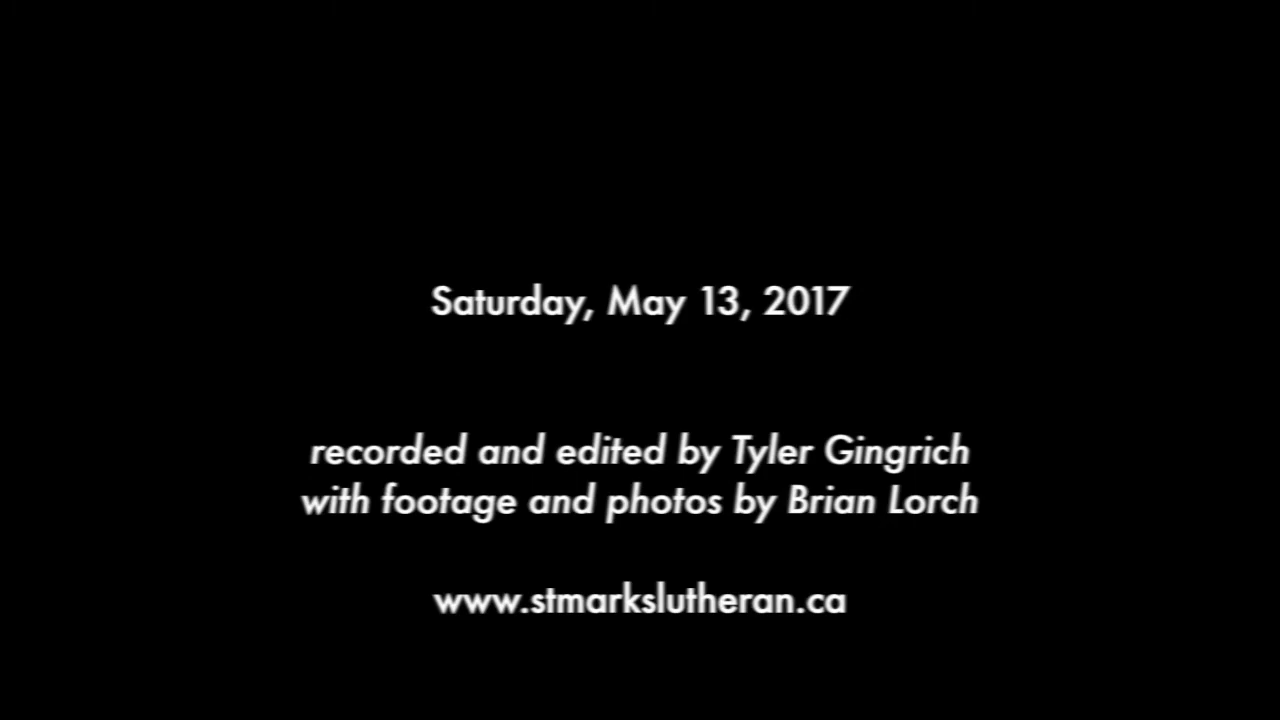 Saturday, May 13, 2017
recorded and edited by Tyler Gingrich
with footage and photos by Brian Lorch
www.stmarkslutheran.ca